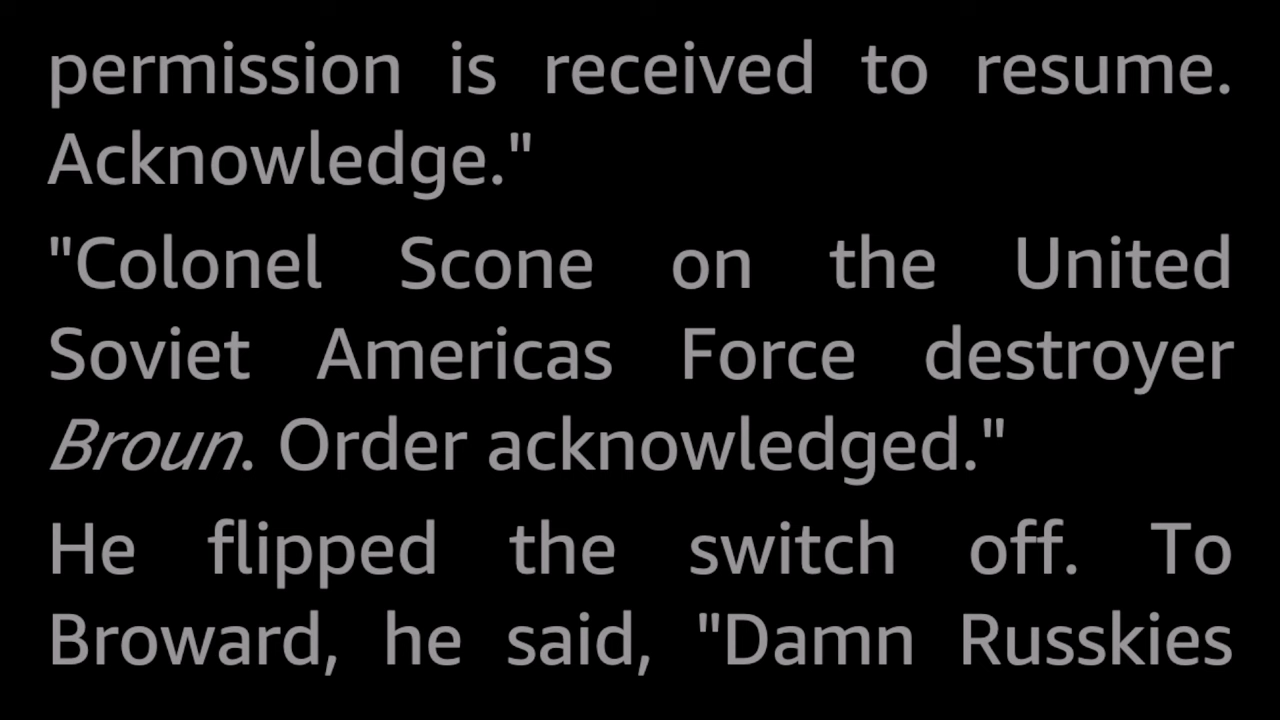 permission is received to resume.
Acknowledge."
"Colonel Scone on the United
Soviet Americas Force destroyer
Broun. Order acknowledged."
He flipped the switch off. To
Broward, he said, "Damn Russkies